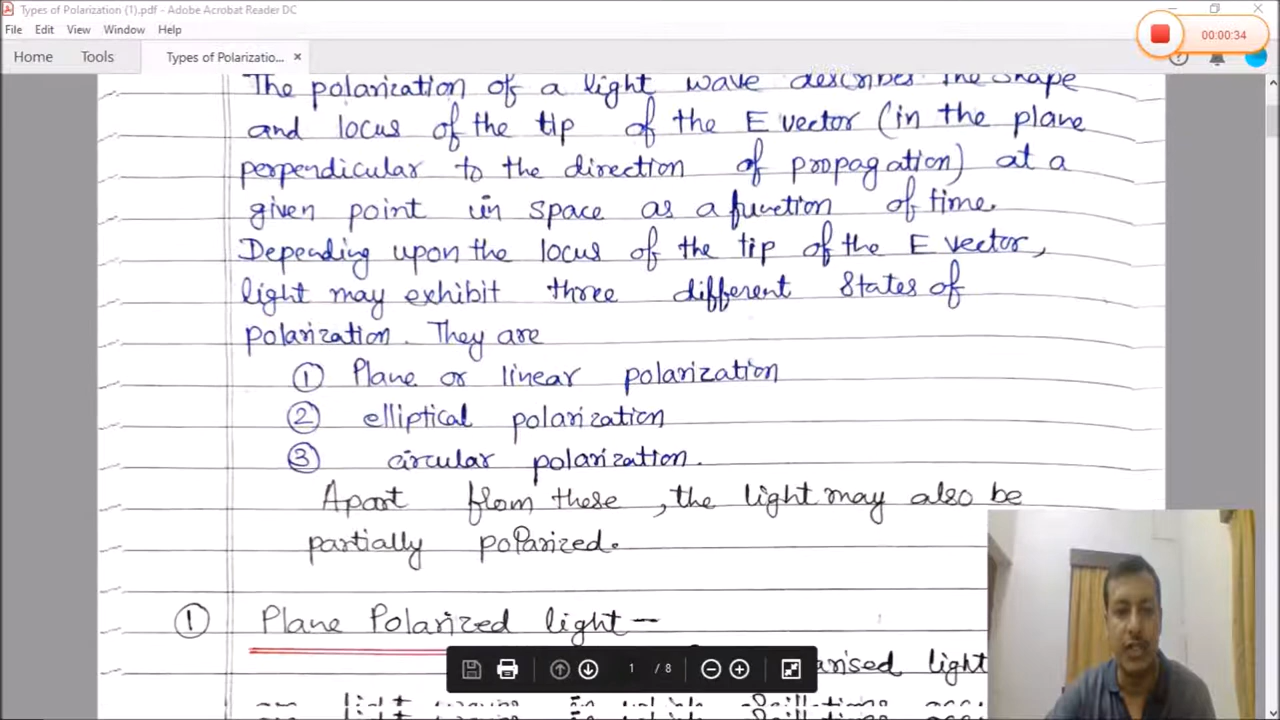 Types of Polarization (1).pdf - Adobe Acrobat Reader DC
File Edit View Window Help
00:00:34
Home Tools Types of Polarizatio... ×
The polarization of a light wave describes the shape
and locus of the tip of the E vector (in the plane
perpendicular to the direction of propagation) at a
given point in space as a function of time.
Depending upon the locus of the tip of the E vector,
light may exhibit three different States of
polarization. They are
① Plane or linear polarization
② elliptical polarization
③ circular polarization.
Apart from these, the light may also be
partially polarized.
① Plane Polarized light —
1 / 8
arised light